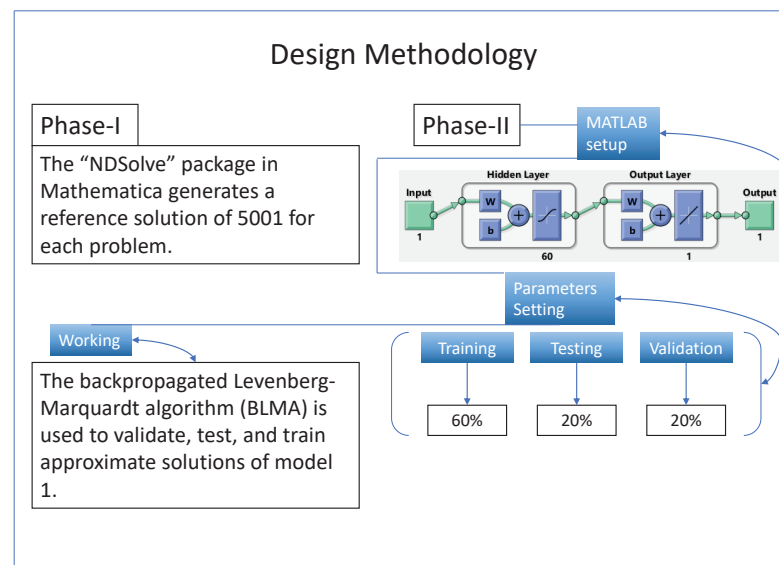 Design Methodology
Phase-I
The “NDSolve” package in
Mathematica generates a
reference solution of 5001 for
each problem.
Phase-II
MATLAB
setup
Hidden Layer
Output Layer
Input
W
b
+
W
b
+
Output
1
60
1
1
Parameters
Setting
Working
The backpropagated Levenberg-
Marquardt algorithm (BLMA) is
used to validate, test, and train
approximate solutions of model
1.
Training
Testing
Validation
60%
20%
20%